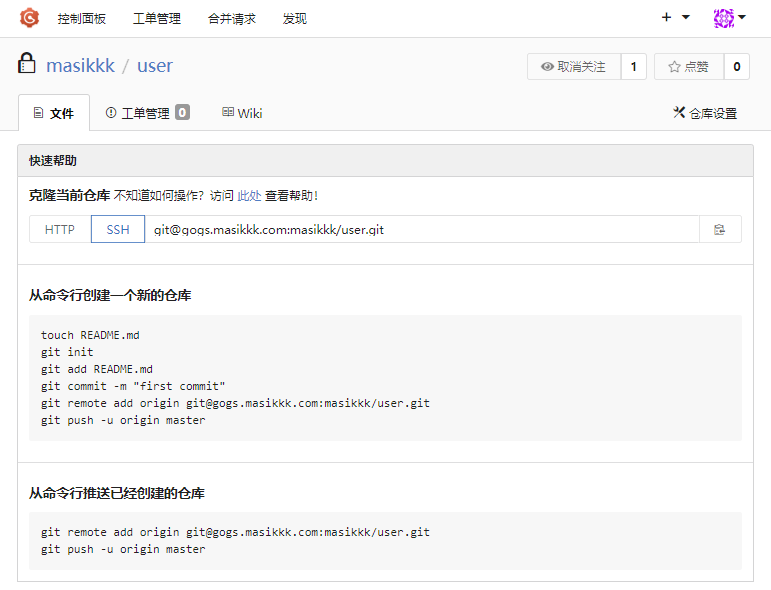 控制面板 工单管理 合并请求 发现
masikkk / user 取消关注 1 点赞 0
文件 工单管理 0 Wiki 仓库设置
快速帮助
克隆当前仓库 不知道如何操作？访问 此处 查看帮助！
HTTP SSH git@gogs.masikkk.com:masikkk/user.git
从命令行创建一个新的仓库
touch README.md
git init
git add README.md
git commit -m "first commit"
git remote add origin git@gogs.masikkk.com:masikkk/user.git
git push -u origin master
从命令行推送已经创建的仓库
git remote add origin git@gogs.masikkk.com:masikkk/user.git
git push -u origin master